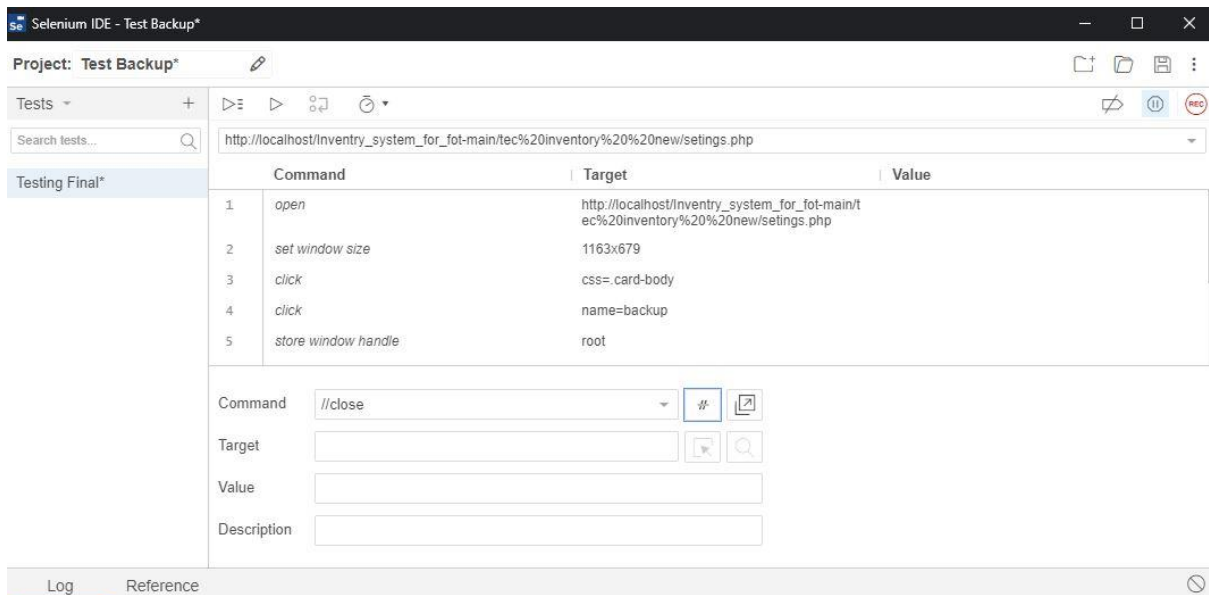 Se Selenium IDE - Test Backup*
Project: Test Backup*
Tests
Search tests...
REC
http://localhost/Inventry_system_for_fot-main/tec%20inventory%20%20new/setings.php
Testing Final*
Command Target Value
1 open http://localhost/Inventry_system_for_fot-main/t
ec%20inventory%20%20new/setings.php
2 set window size 1163x679
3 click css=.card-body
4 click name=backup
5 store window handle root
Command //close //
Target
Value
Description
Log Reference